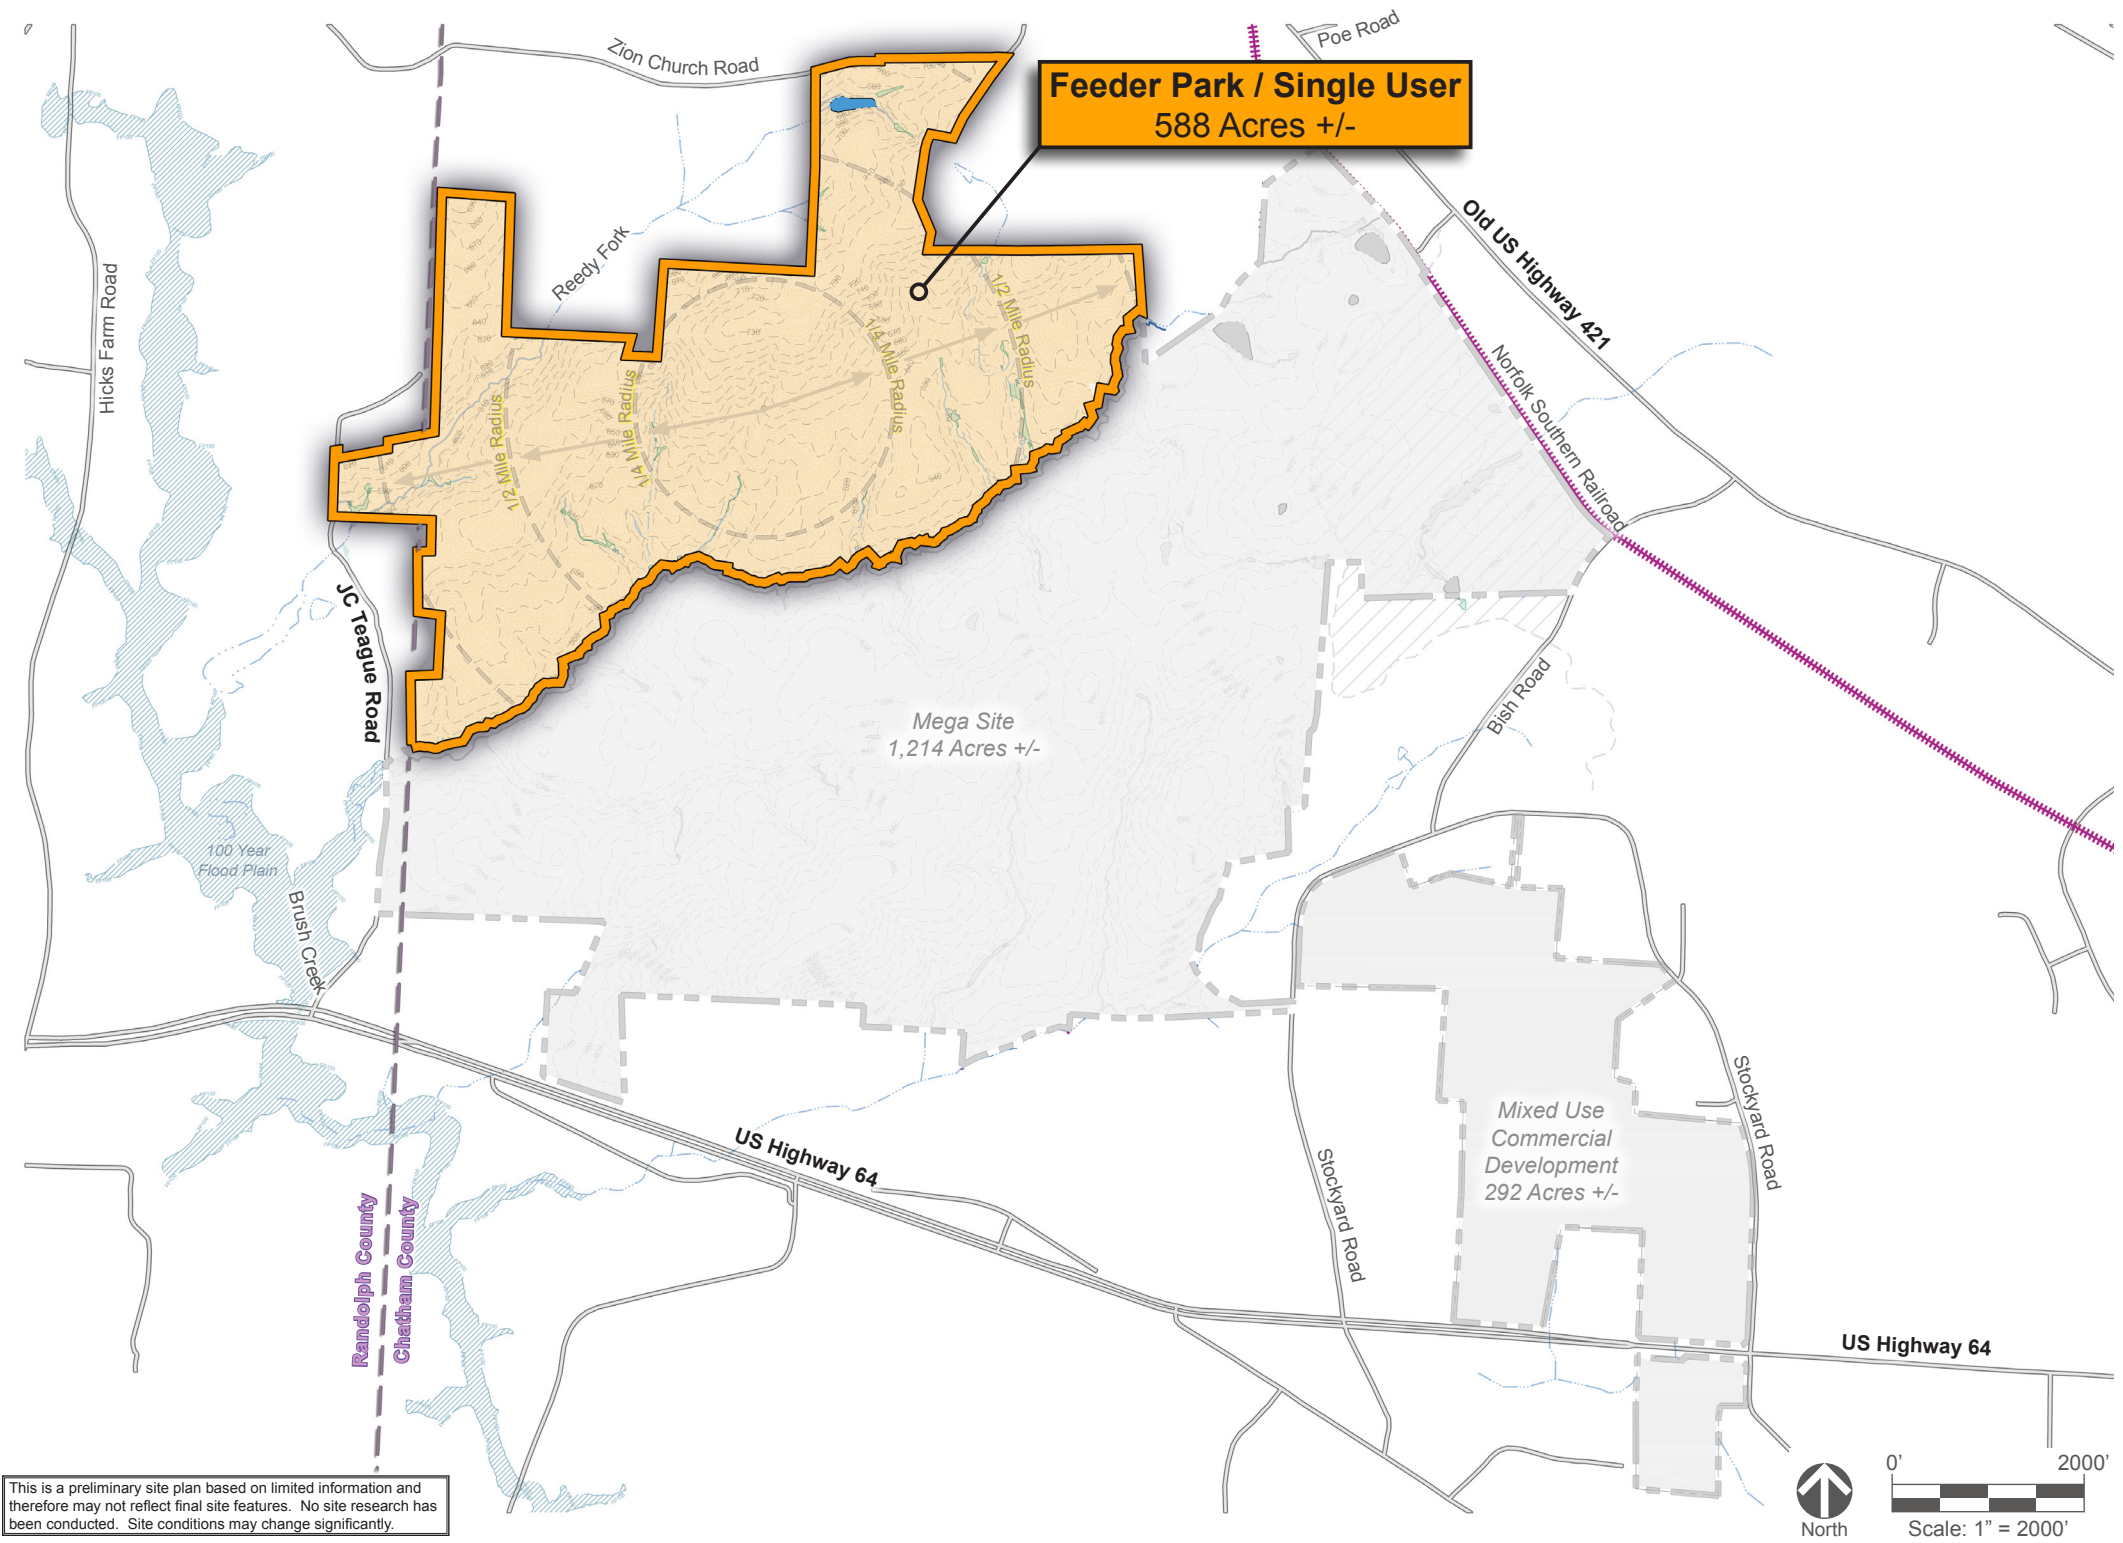 Poe Road
Zion Church Road
Feeder Park / Single User
588 Acres +/-
Old US Highway 421
Reedy Fork
Hicks Farm Road
1/2 Mile Radius
1/4 Mile Radius
1/4 Mile Radius
1/2 Mile Radius
Norfolk Southern Railroad
JC Teague Road
Bish Road
Mega Site
1,214 Acres +/-
100 Year
Flood Plain
Brush Creek
Mixed Use
Commercial
Development
292 Acres +/-
Stockyard Road
Stockyard Road
US Highway 64
US Highway 64
Randolph County
Chatham County
This is a preliminary site plan based on limited information and
therefore may not reflect final site features.  No site research has
been conducted.  Site conditions may change significantly.
North
0' 2000'
Scale: 1” = 2000’